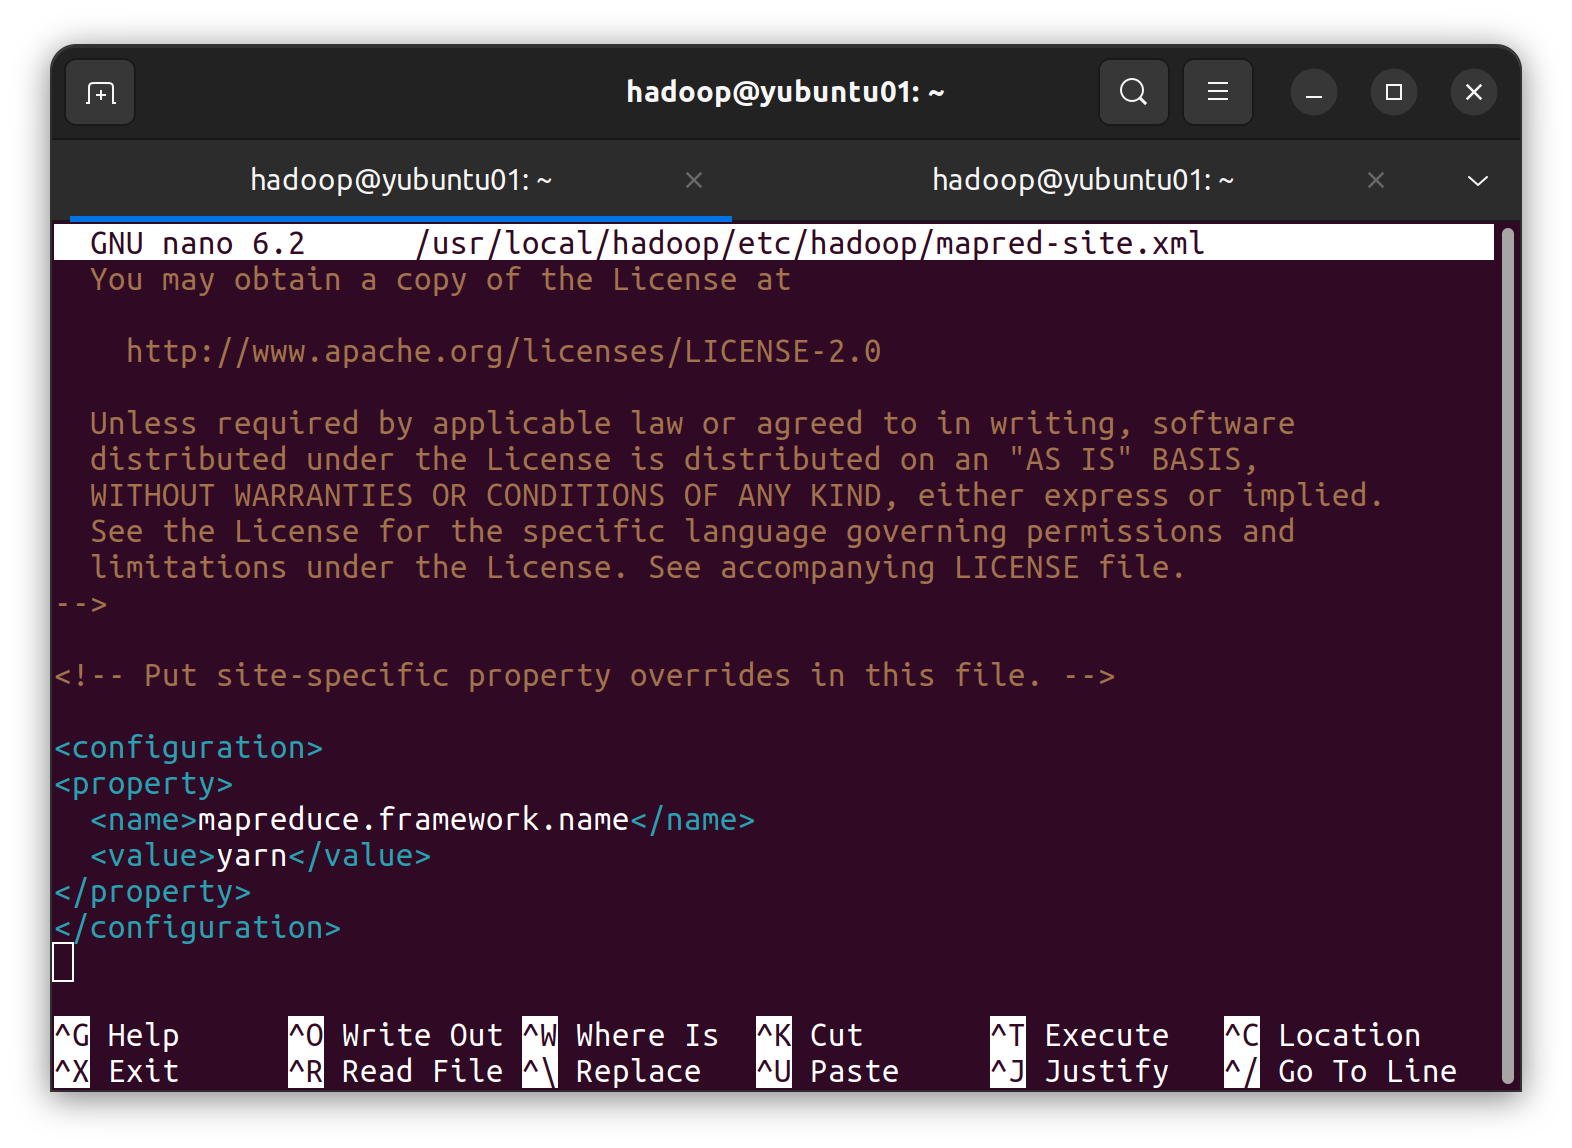 hadoop@yubuntu01: ~
hadoop@yubuntu01: ~ hadoop@yubuntu01: ~
GNU nano 6.2 /usr/local/hadoop/etc/hadoop/mapred-site.xml
You may obtain a copy of the License at
http://www.apache.org/licenses/LICENSE-2.0
Unless required by applicable law or agreed to in writing, software
distributed under the License is distributed on an "AS IS" BASIS,
WITHOUT WARRANTIES OR CONDITIONS OF ANY KIND, either express or implied.
See the License for the specific language governing permissions and
limitations under the License. See accompanying LICENSE file.
-->
<!-- Put site-specific property overrides in this file. -->
<configuration>
<property>
<name>mapreduce.framework.name</name>
<value>yarn</value>
</property>
</configuration>
^G Help ^O Write Out ^W Where Is ^K Cut ^T Execute ^C Location
^X Exit ^R Read File ^\ Replace ^U Paste ^J Justify ^/ Go To Line